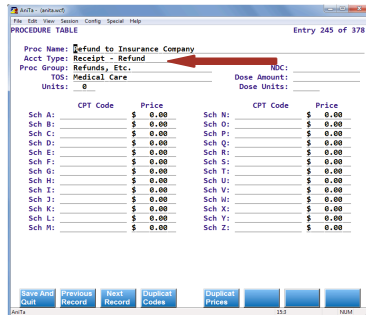 AniTa - (anita.wcf)
File Edit View Session Config Special Help
PROCEDURE TABLE Entry 245 of 378
Proc Name: Refund to Insurance Company
Acct Type: Receipt - Refund
Proc Group: Refunds, Etc. NDC:
TOS: Medical Care Dose Amount:
Units: 0 Dose Units:
CPT Code Price CPT Code Price
Sch A: $ 0.00 Sch N: $ 0.00
Sch B: $ 0.00 Sch O: $ 0.00
Sch C: $ 0.00 Sch P: $ 0.00
Sch D: $ 0.00 Sch Q: $ 0.00
Sch E: $ 0.00 Sch R: $ 0.00
Sch F: $ 0.00 Sch S: $ 0.00
Sch G: $ 0.00 Sch T: $ 0.00
Sch H: $ 0.00 Sch U: $ 0.00
Sch I: $ 0.00 Sch V: $ 0.00
Sch J: $ 0.00 Sch W: $ 0.00
Sch K: $ 0.00 Sch X: $ 0.00
Sch L: $ 0.00 Sch Y: $ 0.00
Sch M: $ 0.00 Sch Z: $ 0.00
Save And Previous Next Duplicat Duplicat
Quit Record Record Codes Prices
AniTa 15:0 NUM